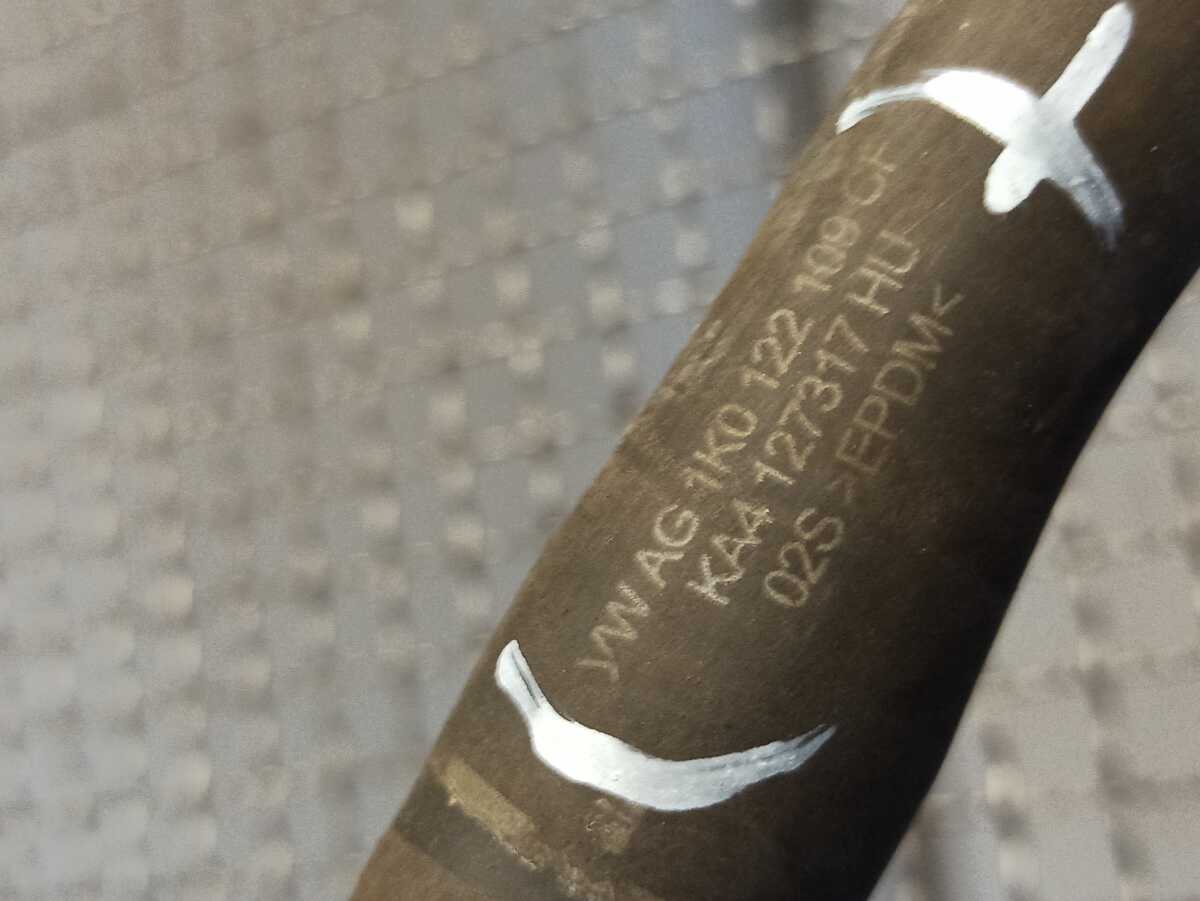 VW AG 1K0 122 109 CF
KAA 127317 HU
02S >EPDM<